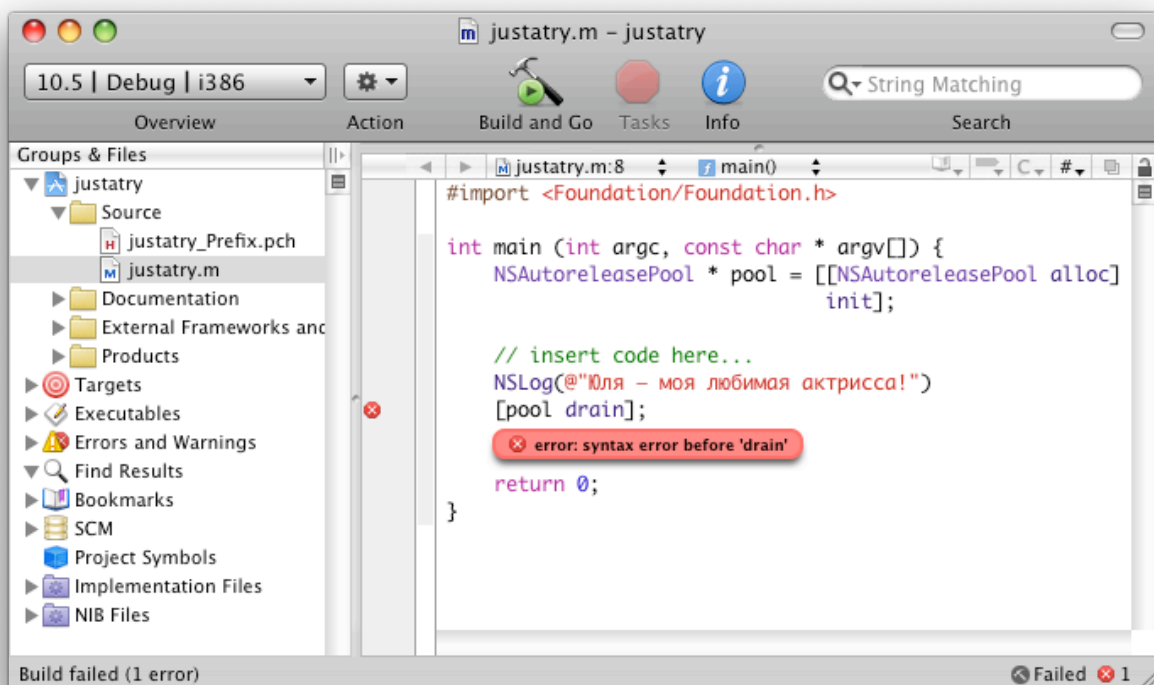 justatry.m – justatry
10.5 | Debug | i386
String Matching
Overview
Action
Build and Go
Tasks
Info
Search
Groups & Files
justatry
Source
justatry_Prefix.pch
justatry.m
Documentation
External Frameworks and
Products
Targets
Executables
Errors and Warnings
Find Results
Bookmarks
SCM
Project Symbols
Implementation Files
NIB Files
justatry.m:8
main()
C
#
#import <Foundation/Foundation.h>
int main (int argc, const char * argv[]) {
NSAutoreleasePool * pool = [[NSAutoreleasePool alloc]
init];
// insert code here...
NSLog(@"Юля – моя любимая актрисса!")
[pool drain];
error: syntax error before 'drain'
return 0;
}
Build failed (1 error)
Failed
1